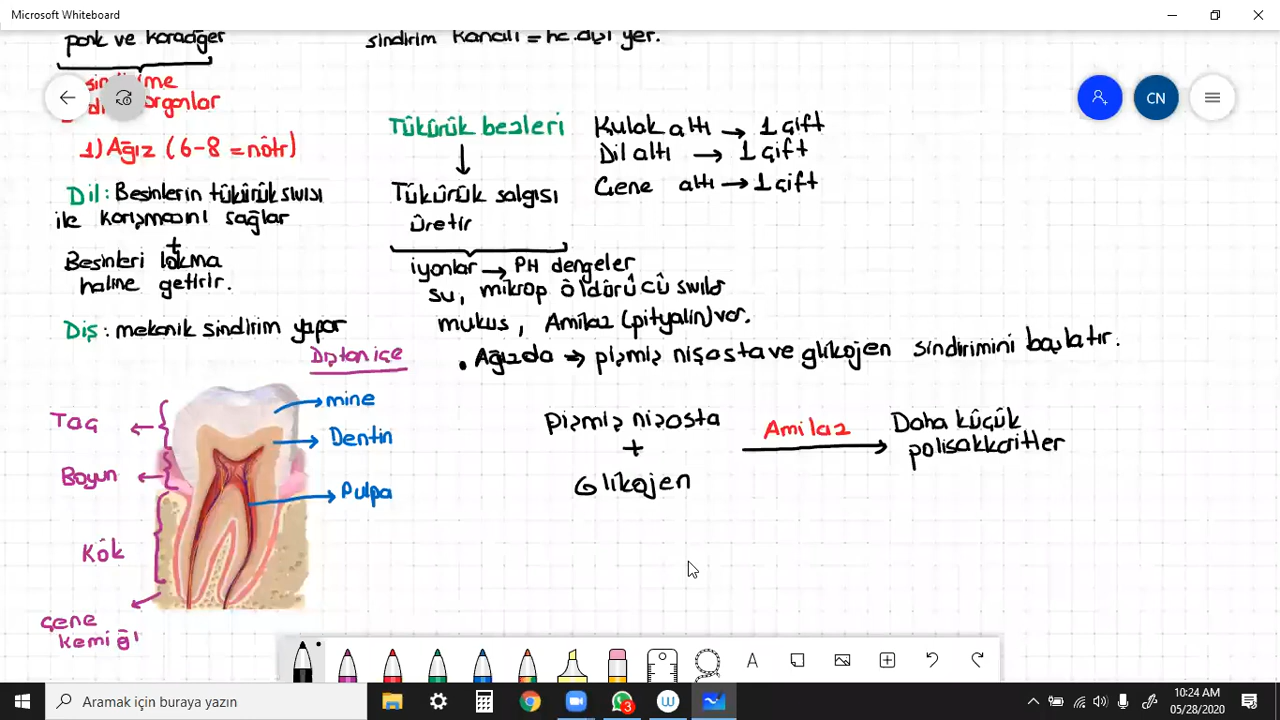 Microsoft Whiteboard
pank ve karaciğer
sindirim kanalı =
yer.
organlar
1) Ağız (6-8 = nötr)
Dil: Besinlerin tükürük sıvısı
ile karışmasını sağlar
+
Besinleri lokma
haline getirir.
Diş: mekanik sindirim yapar
Dıştan içe
mine
Dentin
Pulpa
Taç
Boyun
Kök
Çene
kemiği
Tükürük bezleri
Kulak altı → 1 çift
Dil altı → 1 çift
Çene altı → 1 çift
Tükürük salgısı
üretir
iyonlar → PH dengeler
su, mikrop öldürücü sıvılar
mukus, Amilaz (pityalin) var.
. Ağızda → pişmiş nişasta ve glikojen sindirimini başlatır.
Pişmiş nişasta
+
Glikojen
Amilaz
Daha küçük
polisakkaritler
CN
A
Aramak için buraya yazın
3
10:24 AM
05/28/2020